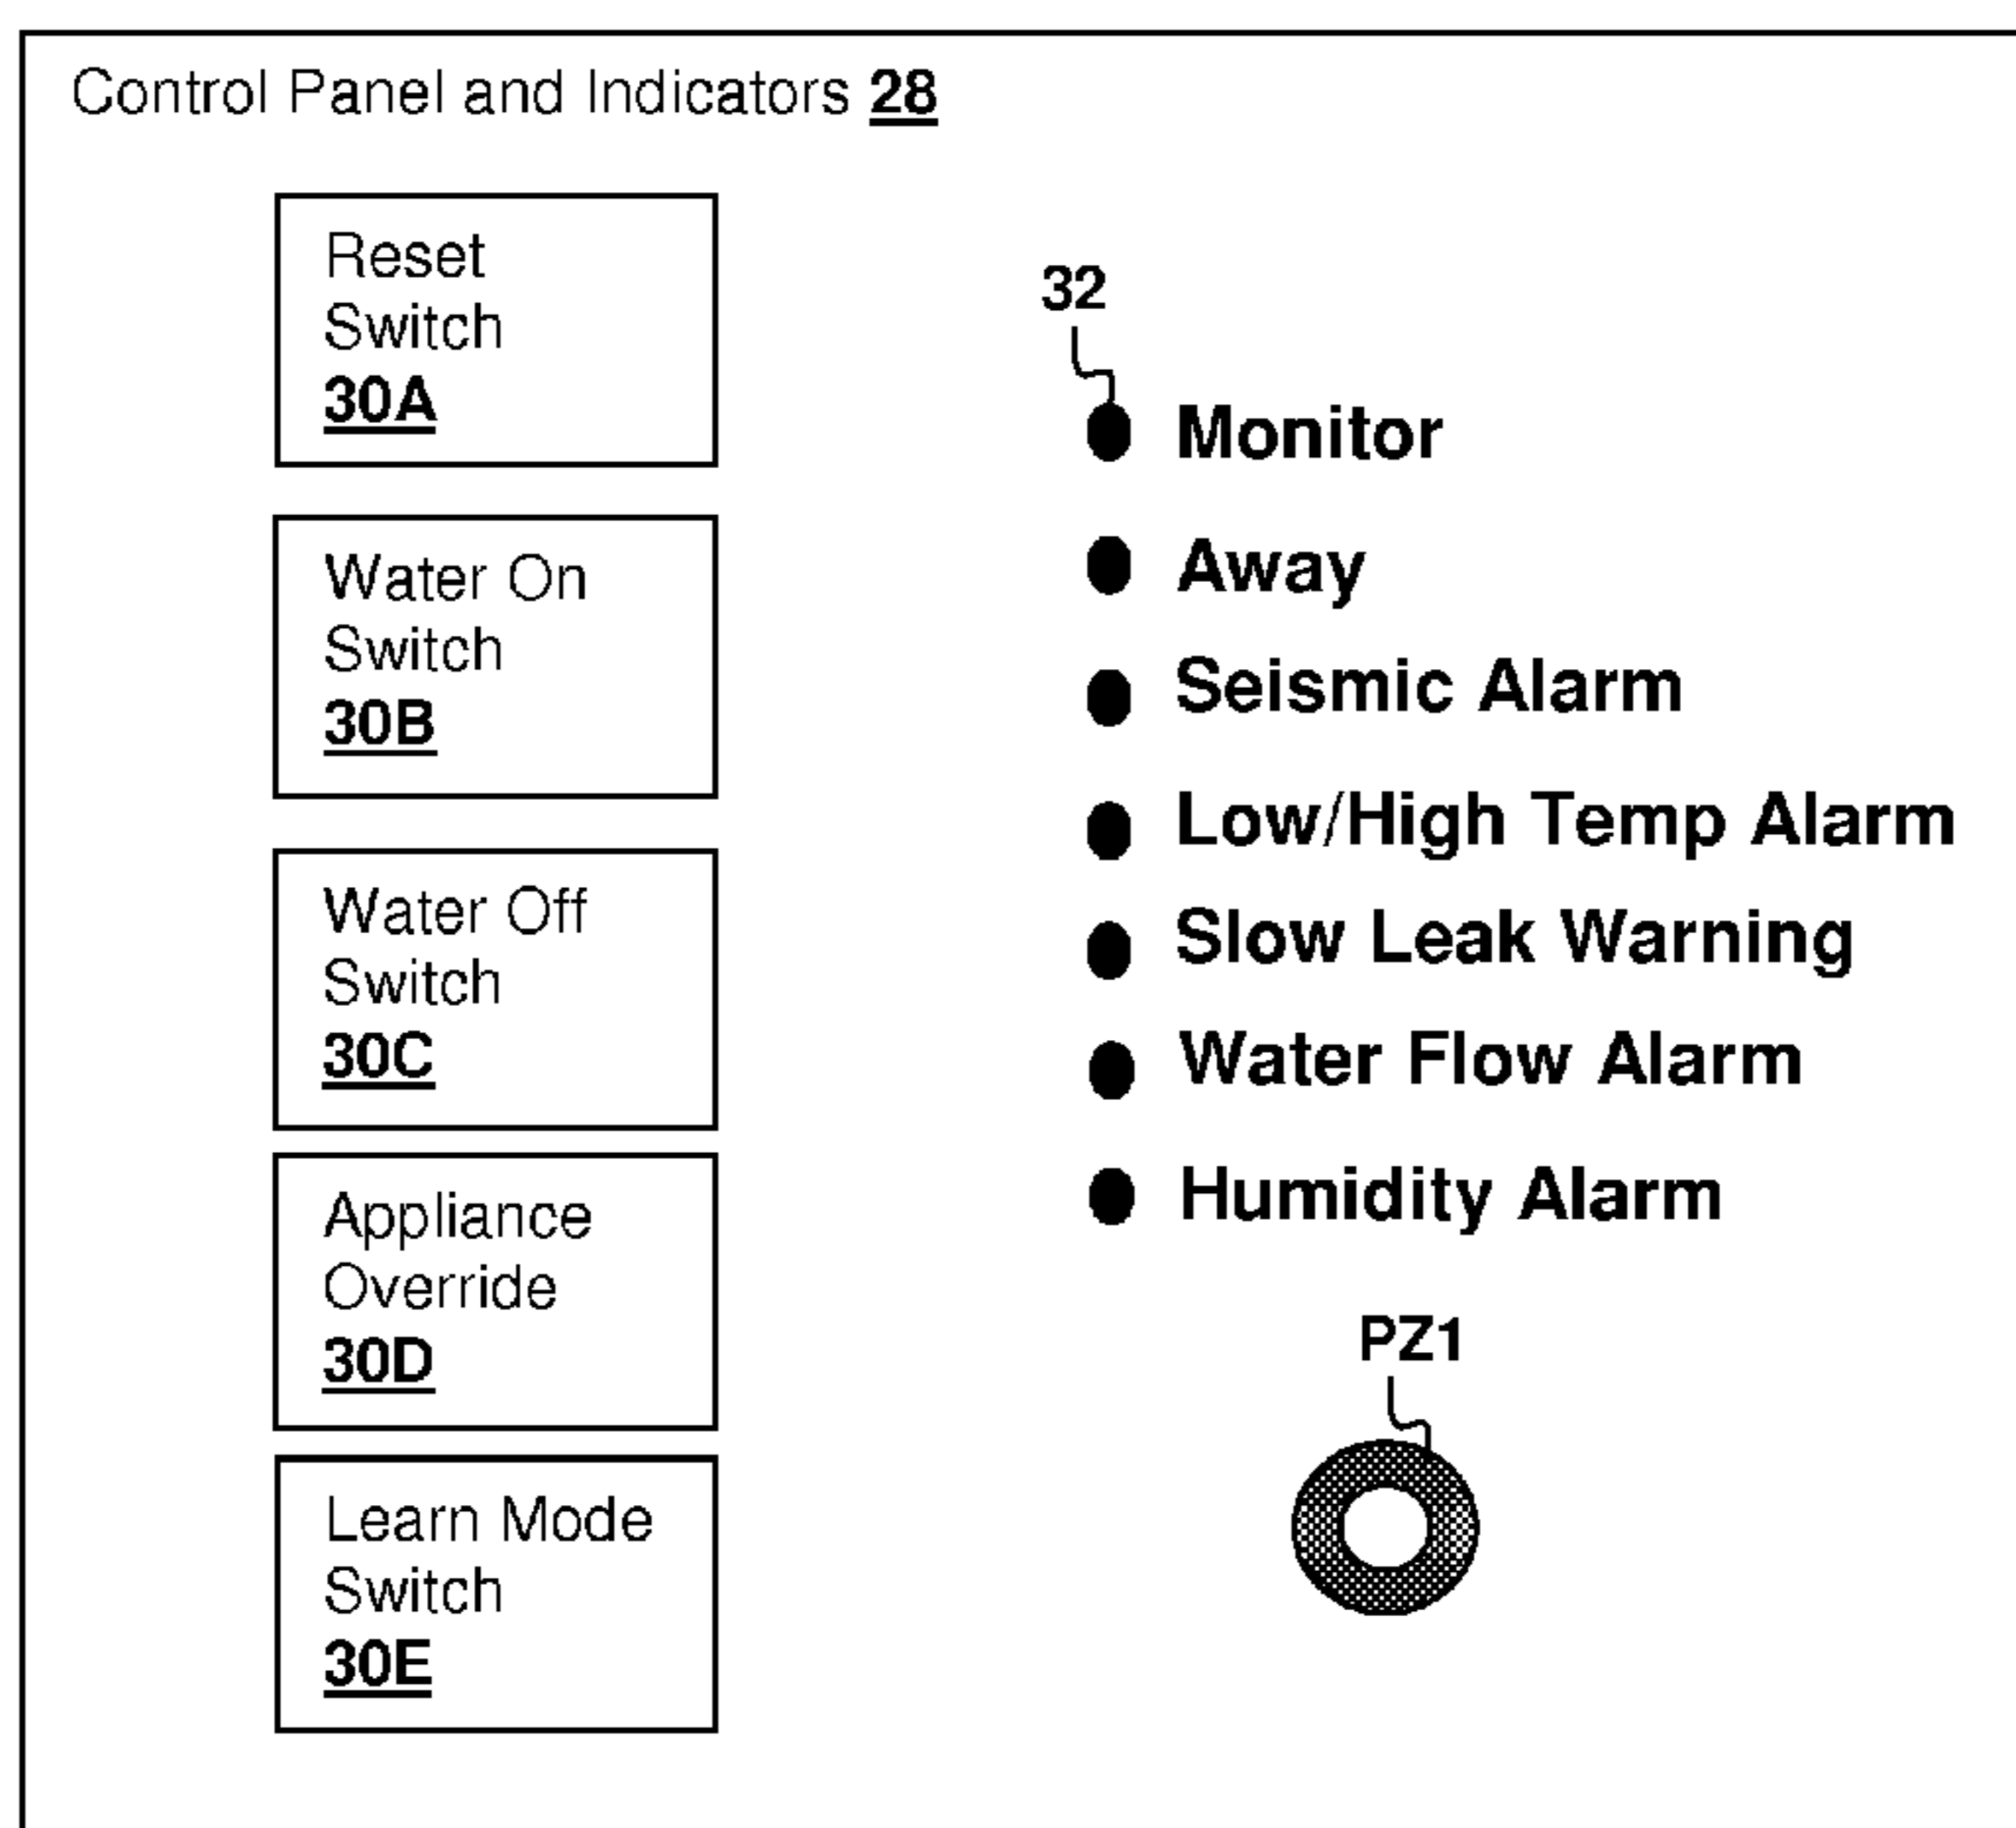 Control Panel and Indicators 28
Reset
Switch
30A
Water On
Switch
30B
Water Off
Switch
30C
Appliance
Override
30D
Learn Mode
Switch
30E
32
Monitor
Away
Seismic Alarm
Low/High Temp Alarm
Slow Leak Warning
Water Flow Alarm
Humidity Alarm
PZ1